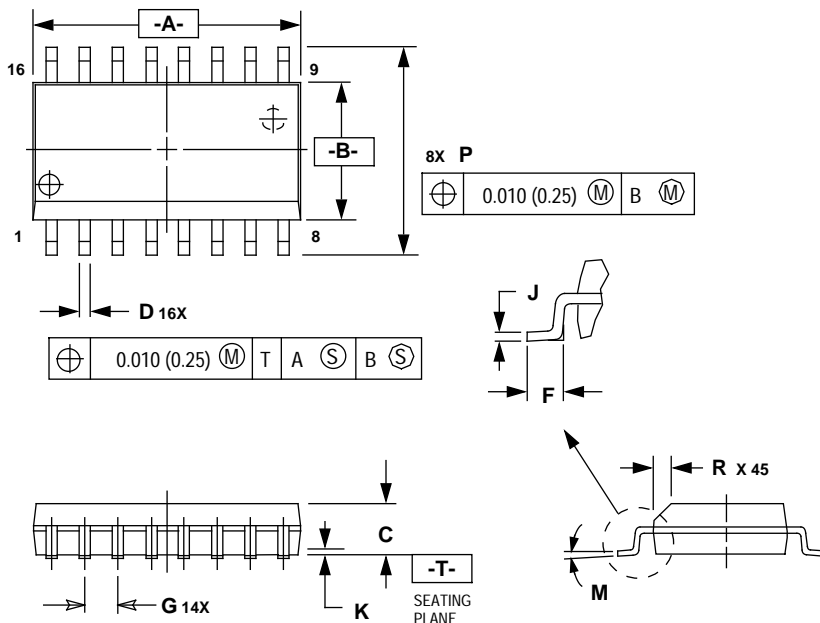 -A-
16
9
-B-
8X P
0.010 (0.25) M B M
1
8
J
D 16X
0.010 (0.25) M T A S B S
F
R X 45
C
-T-
M
G 14X
K
SEATING
PLANE